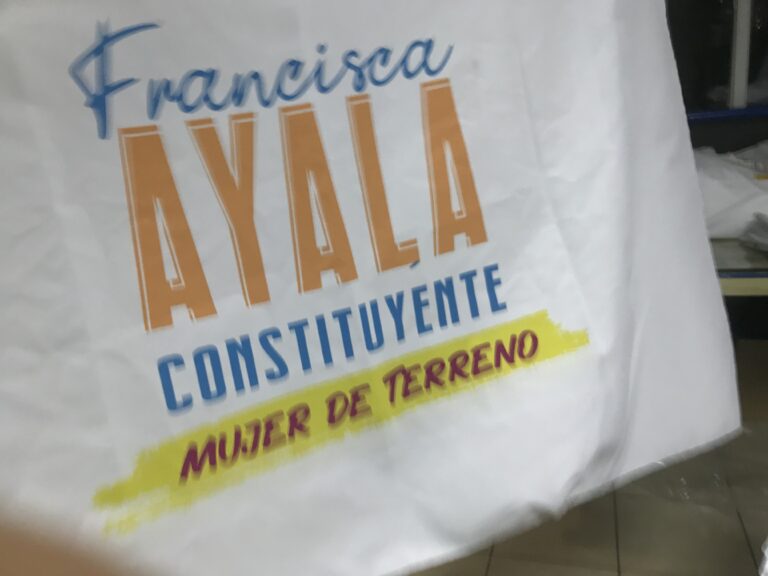 Francisca
AYALA
CONSTITUYENTE
MUJER DE TERRENO